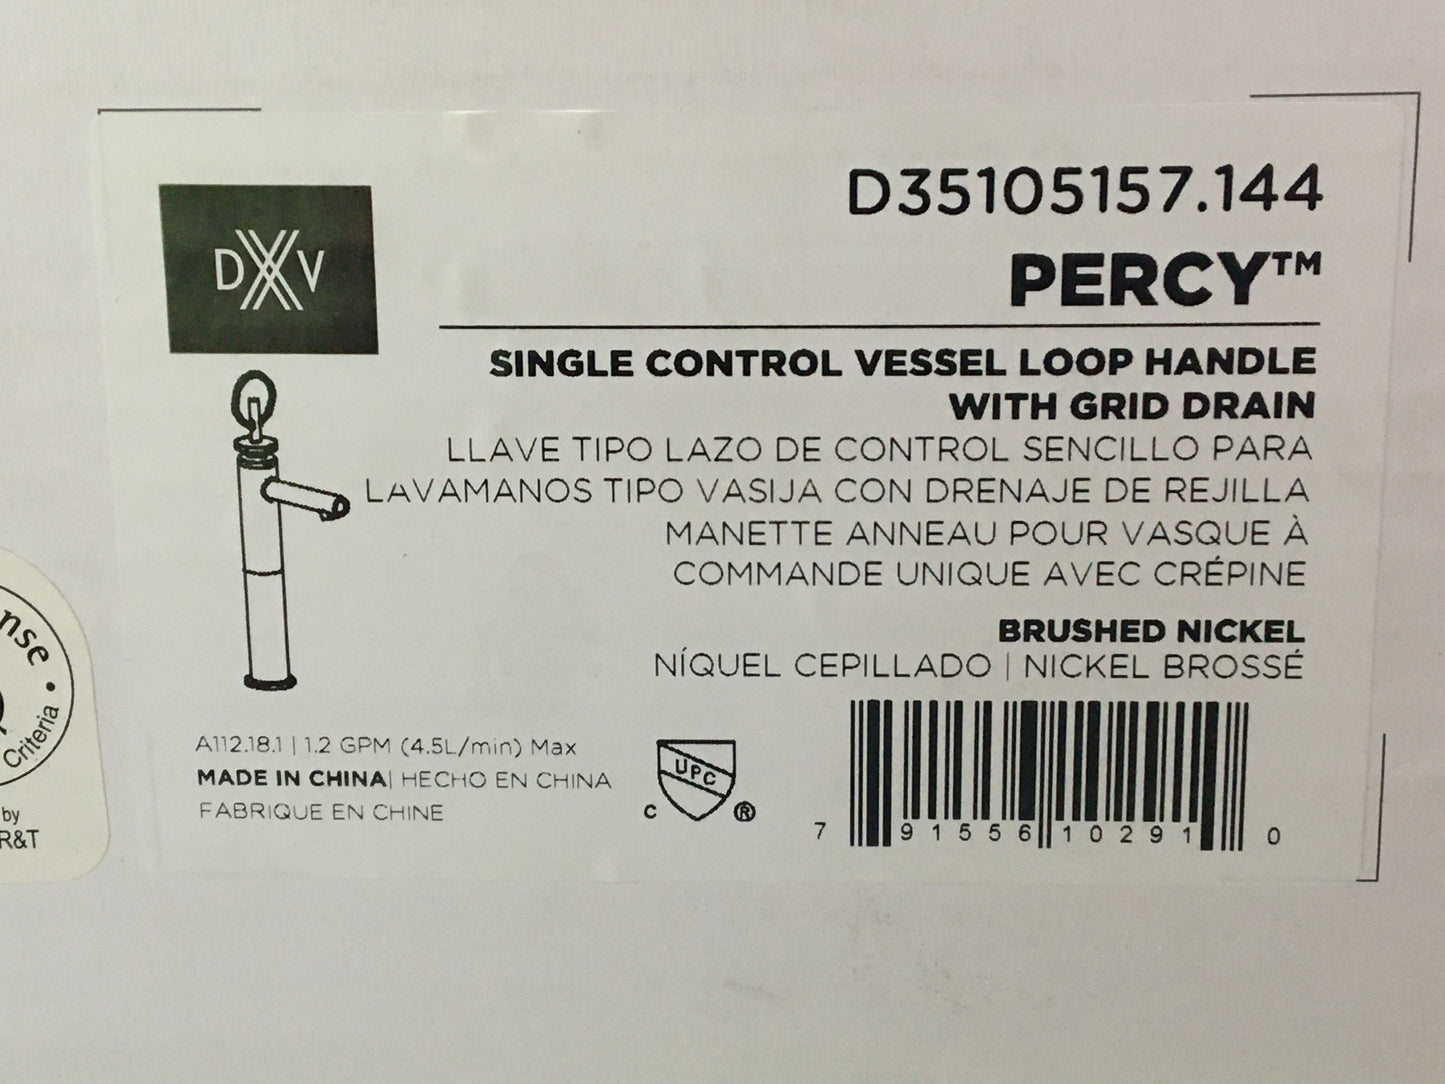 DXV
D35105157.144
PERCY™
SINGLE CONTROL VESSEL LOOP HANDLE
WITH GRID DRAIN
LLAVE TIPO LAZO DE CONTROL SENCILLO PARA
LAVAMANOS TIPO VASIJA CON DRENAJE DE REJILLA
MANETTE ANNEAU POUR VASQUE À
COMMANDE UNIQUE AVEC CRÉPINE
BRUSHED NICKEL
NÍQUEL CEPILLADO | NICKEL BROSSÉ
A112.18.1 | 1.2 GPM (4.5L/min) Max
MADE IN CHINA| HECHO EN CHINA
FABRIQUE EN CHINE
UPC
C ®
7 91556 10291 0
nse
Criteria
by
R&T